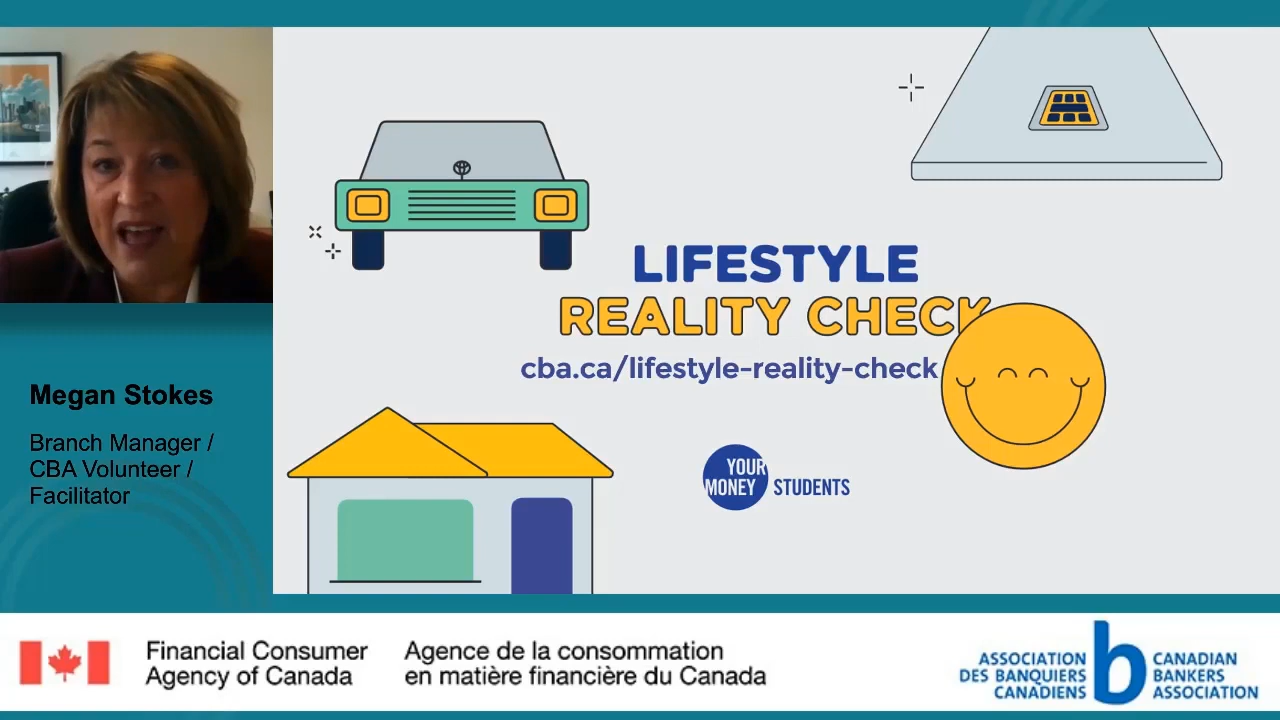 Megan Stokes
Branch Manager /
CBA Volunteer /
Facilitator
LIFESTYLE
REALITY CHECK
cba.ca/lifestyle-reality-check
YOUR
MONEY STUDENTS
Financial Consumer
Agency of Canada
Agence de la consommation
en matière financière du Canada
ASSOCIATION
DES BANQUIERS
CANADIENS
b
CANADIAN
BANKERS
ASSOCIATION